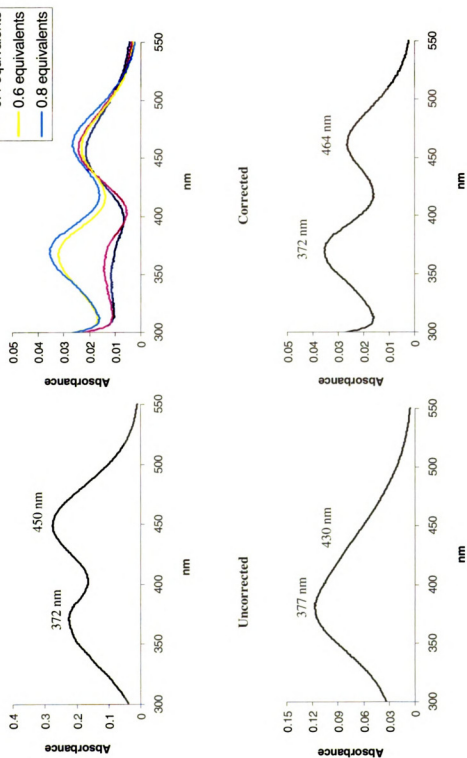 0.4
0.3
0.2
0.1
0
Absorbance
372 nm
450 nm
300
350
400
450
500
550
nm
0.05
0.04
0.03
0.02
0.01
0
Absorbance
equivalents
0.6 equivalents
0.8 equivalents
300
350
400
450
500
550
nm
Uncorrected
0.15
0.12
0.09
0.06
0.03
0
Absorbance
377 nm
430 nm
300
350
400
450
500
550
nm
Corrected
0.05
0.04
0.03
0.02
0.01
0
Absorbance
372 nm
464 nm
300
350
400
450
500
550
nm